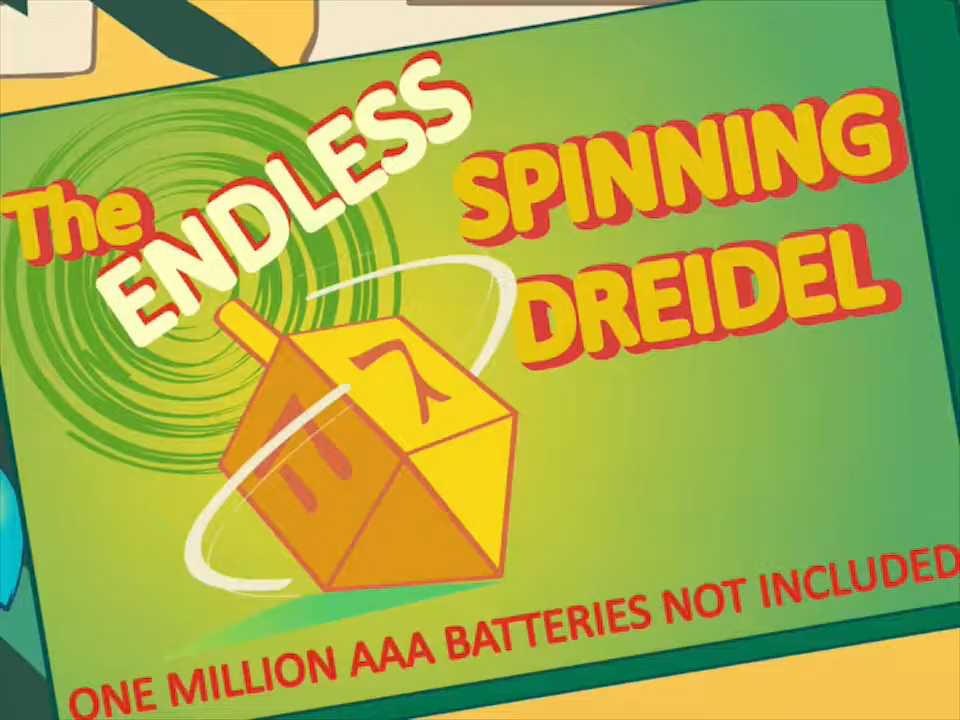 The ENDLESS
SPINNING
DREIDEL
ג
ONE MILLION AAA BATTERIES NOT INCLUDED